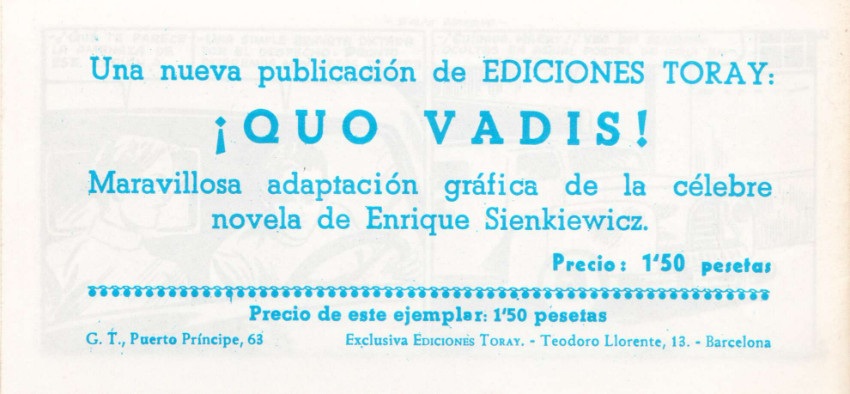 Una nueva publicación de EDICIONES TORAY:
¡QUO VADIS!
Maravillosa adaptación gráfica de la célebre
novela de Enrique Sienkiewicz.
Precio: 1'50 pesetas
Precio de este ejemplar: 1'50 pesetas
G. T., Puerto Príncipe, 63 Exclusiva EDICIONES TORAY. - Teodoro Llorente, 13. - Barcelona